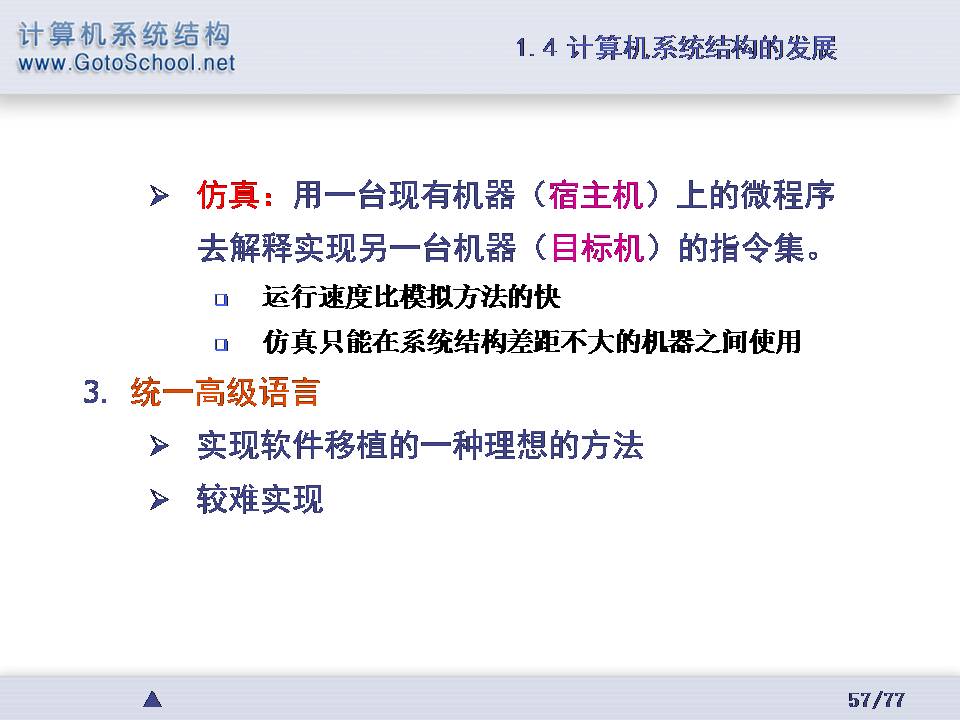 计算机系统结构
www.GotoSchool.net
1.4 计算机系统结构的发展
➢ 仿真：用一台现有机器（宿主机）上的微程序
去解释实现另一台机器（目标机）的指令集。
❑ 运行速度比模拟方法的快
❑ 仿真只能在系统结构差距不大的机器之间使用
3. 统一高级语言
➢ 实现软件移植的一种理想的方法
➢ 较难实现
▲
57/77